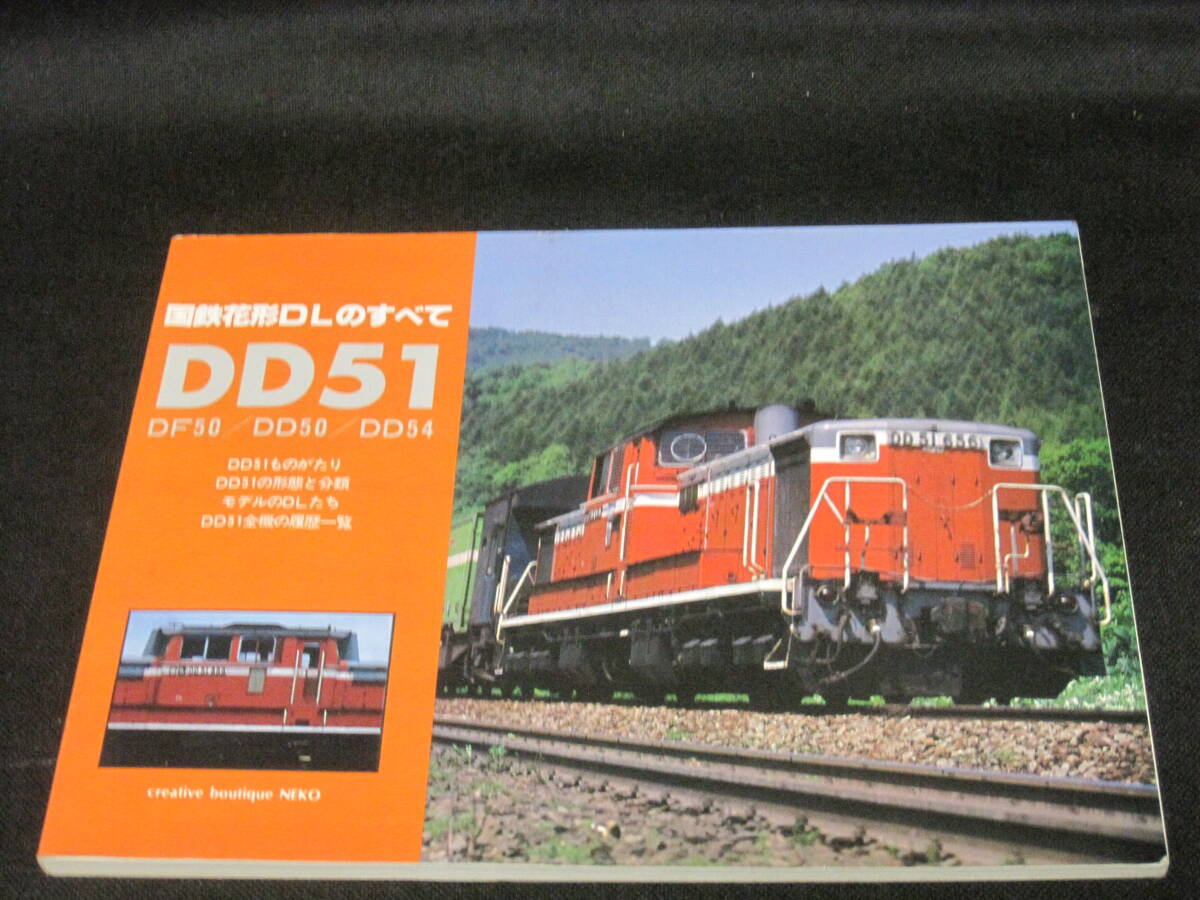 国鉄花形DLのすべて
DD51
DF50／DD50／DD54
DD51ものがたり
DD51の形態と分類
モデルのDLたち
DD51全機の履歴一覧
creative boutique NEKO
DD 51 656